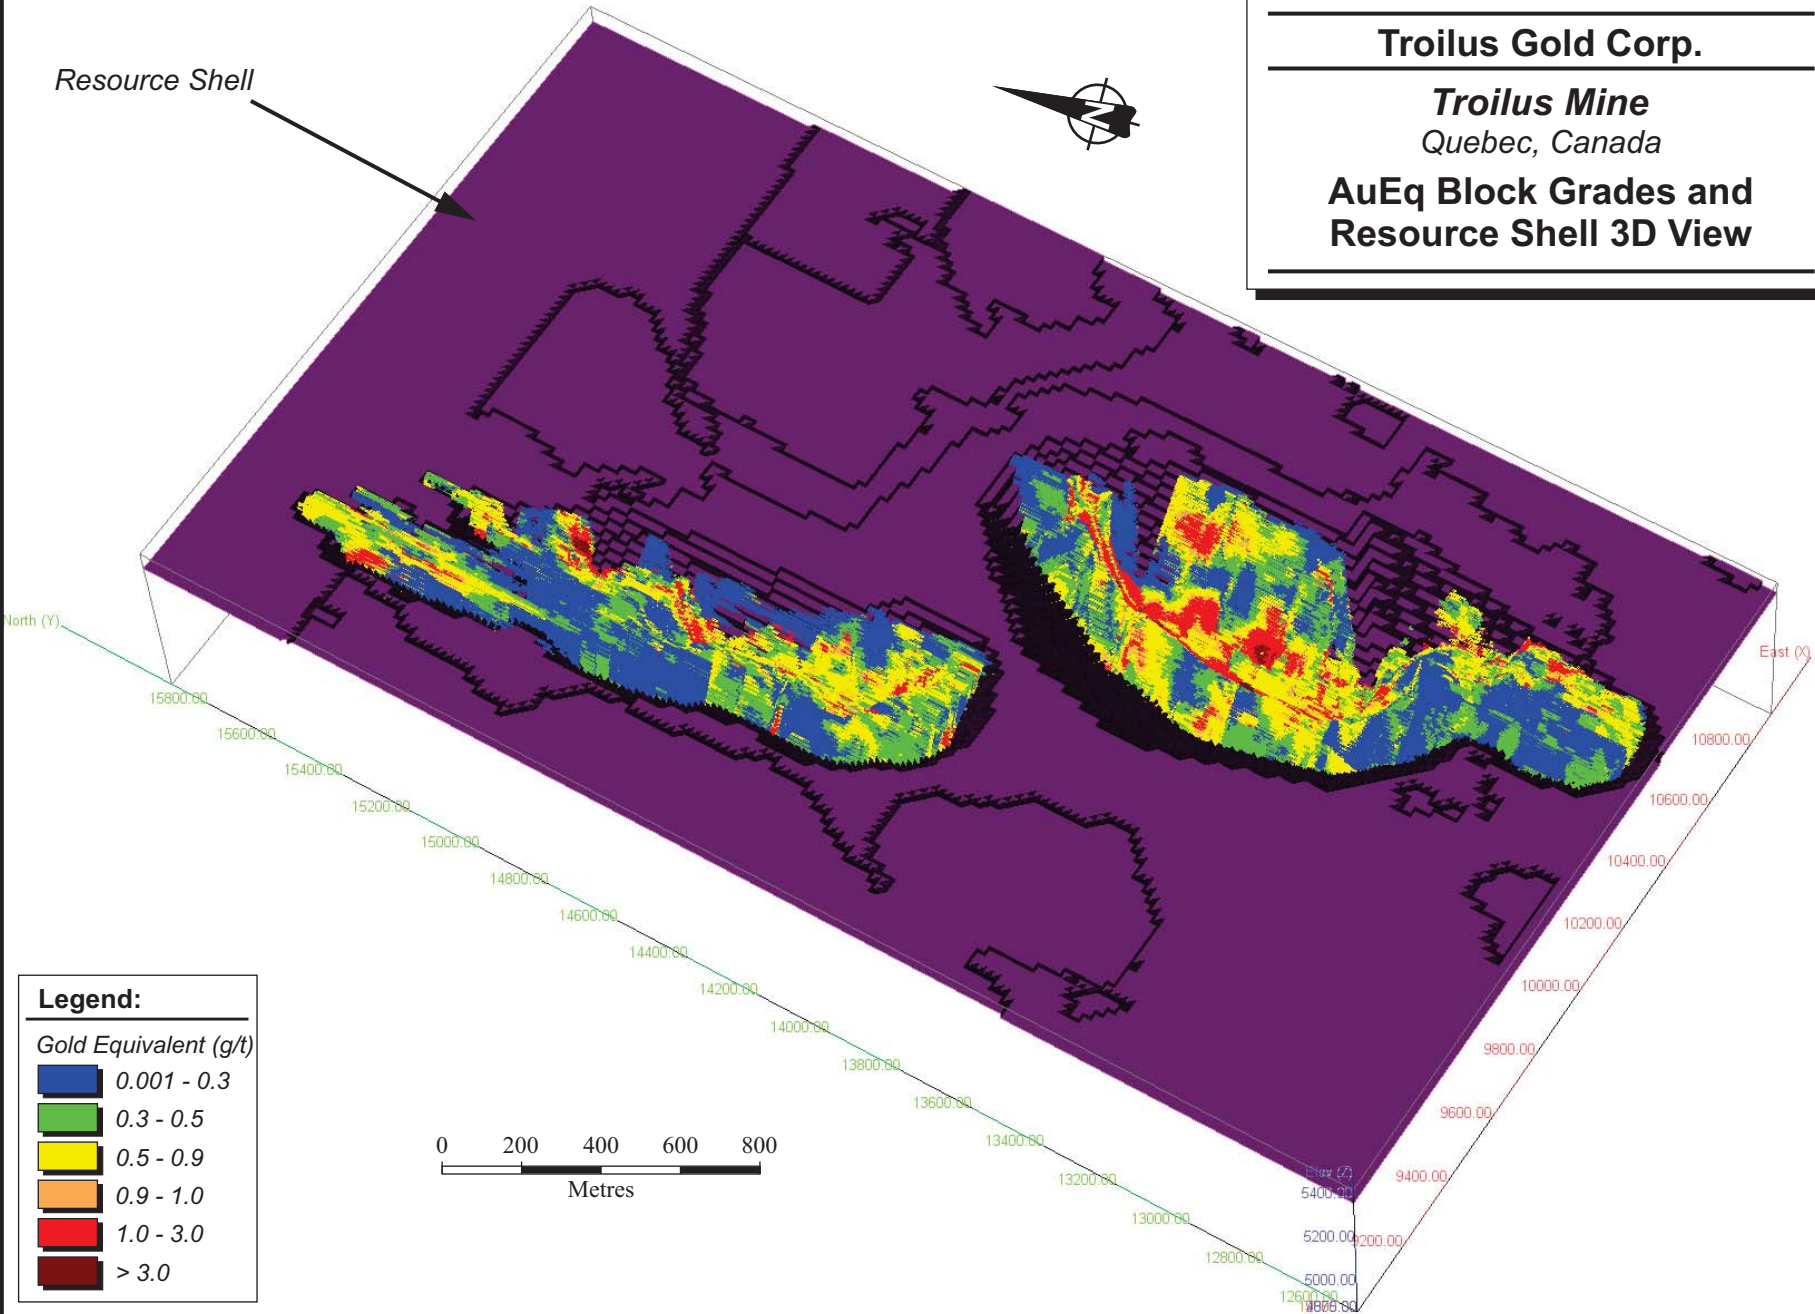 Troilus Gold Corp.
Troilus Mine
Quebec, Canada
AuEq Block Grades and
Resource Shell 3D View
Resource Shell
N
North (Y)
15800.00
15600.00
15400.00
15200.00
15000.00
14800.00
14600.00
14400.00
14200.00
14000.00
13800.00
13600.00
13400.00
13200.00
13000.00
12800.00
12600.00
East (X)
10800.00
10600.00
10400.00
10200.00
10000.00
9800.00
9600.00
9400.00
9200.00
Elev (Z)
5400.00
5200.00
5000.00
Legend:
Gold Equivalent (g/t)
0.001 - 0.3
0.3 - 0.5
0.5 - 0.9
0.9 - 1.0
1.0 - 3.0
> 3.0
0 200 400 600 800
Metres